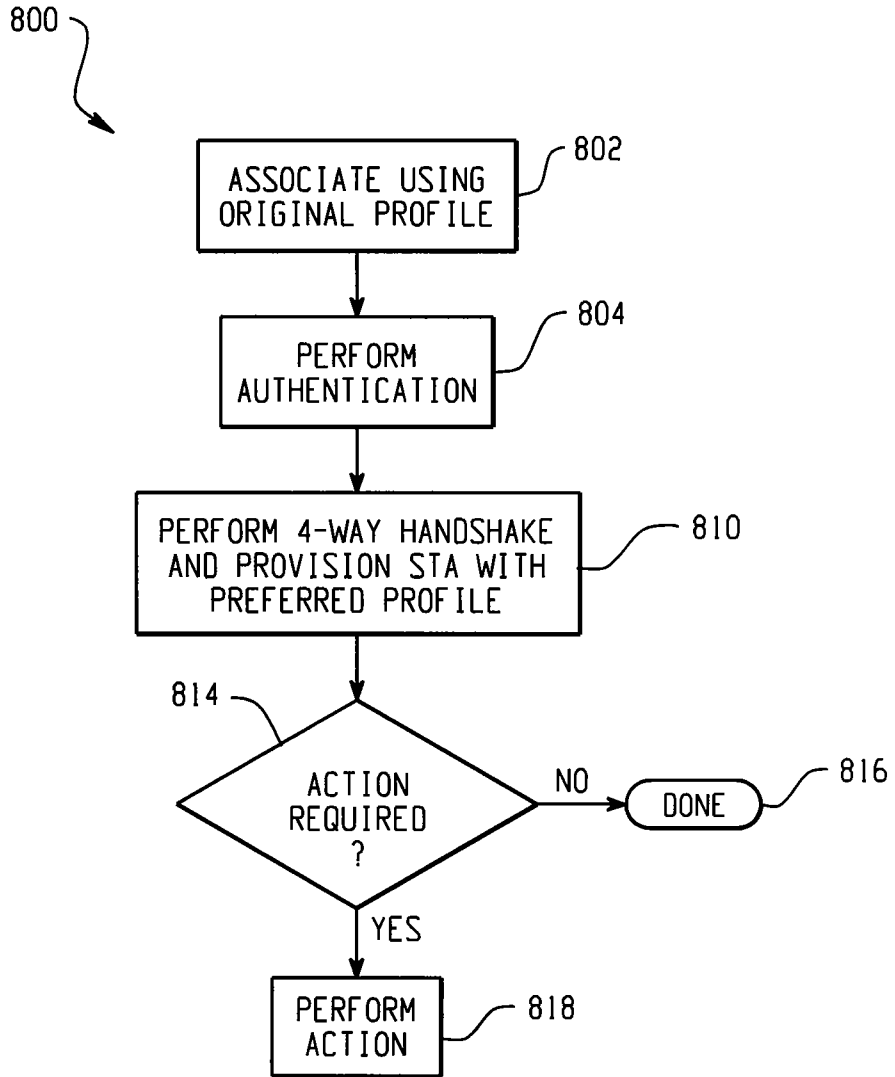 800
802
ASSOCIATE USING
ORIGINAL PROFILE
804
PERFORM
AUTHENTICATION
810
PERFORM 4-WAY HANDSHAKE
AND PROVISION STA WITH
PREFERRED PROFILE
814
ACTION
REQUIRED
?
NO
DONE
816
YES
PERFORM
ACTION
818